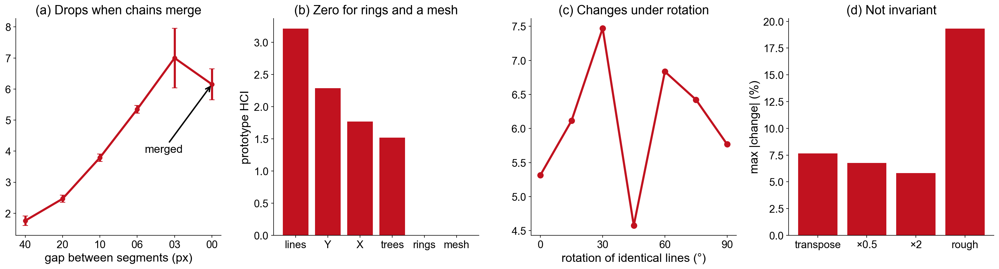 (a) Drops when chains merge
8
7
6
5
4
3
2
merged
40 20 10 06 03 00
gap between segments (px)
(b) Zero for rings and a mesh
prototype HCI
3.0
2.5
2.0
1.5
1.0
0.5
0.0
lines Y X trees rings mesh
(c) Changes under rotation
7.5
7.0
6.5
6.0
5.5
5.0
4.5
0 30 60 90
rotation of identical lines (°)
(d) Not invariant
max |change| (%)
20.0
17.5
15.0
12.5
10.0
7.5
5.0
2.5
0.0
transpose ×0.5 ×2 rough